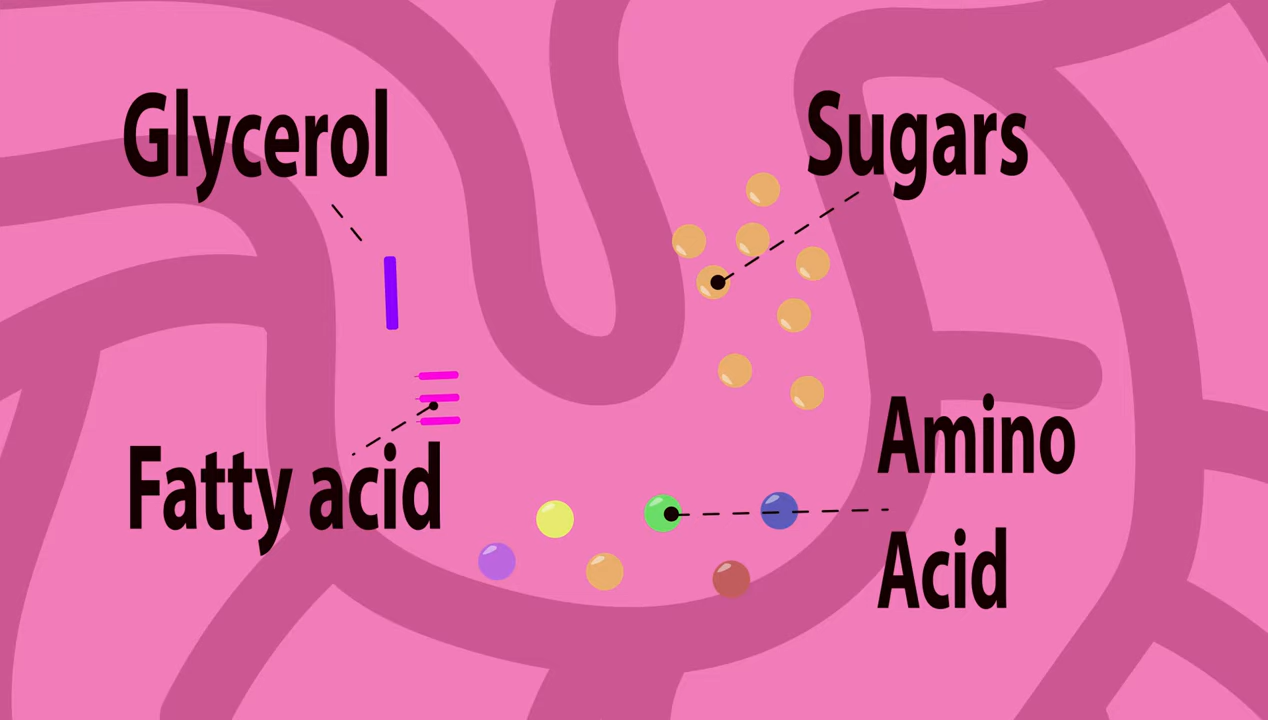 Glycerol
Sugars
Fatty acid
Amino
Acid